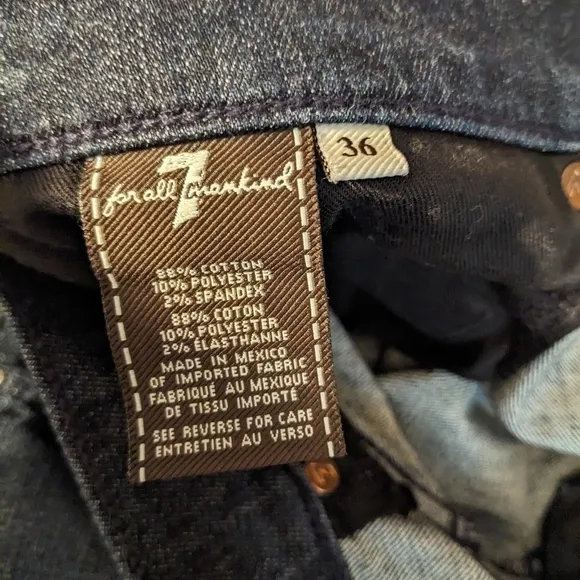 36
7
for all mankind
88% COTTON
10% POLYESTER
2% SPANDEX
88% COTON
10% POLYESTER
2% ÉLASTHANNE
MADE IN MEXICO
OF IMPORTED FABRIC
FABRIQUÉ AU MEXIQUE
DE TISSU IMPORTÉ
SEE REVERSE FOR CARE
ENTRETIEN AU VERSO